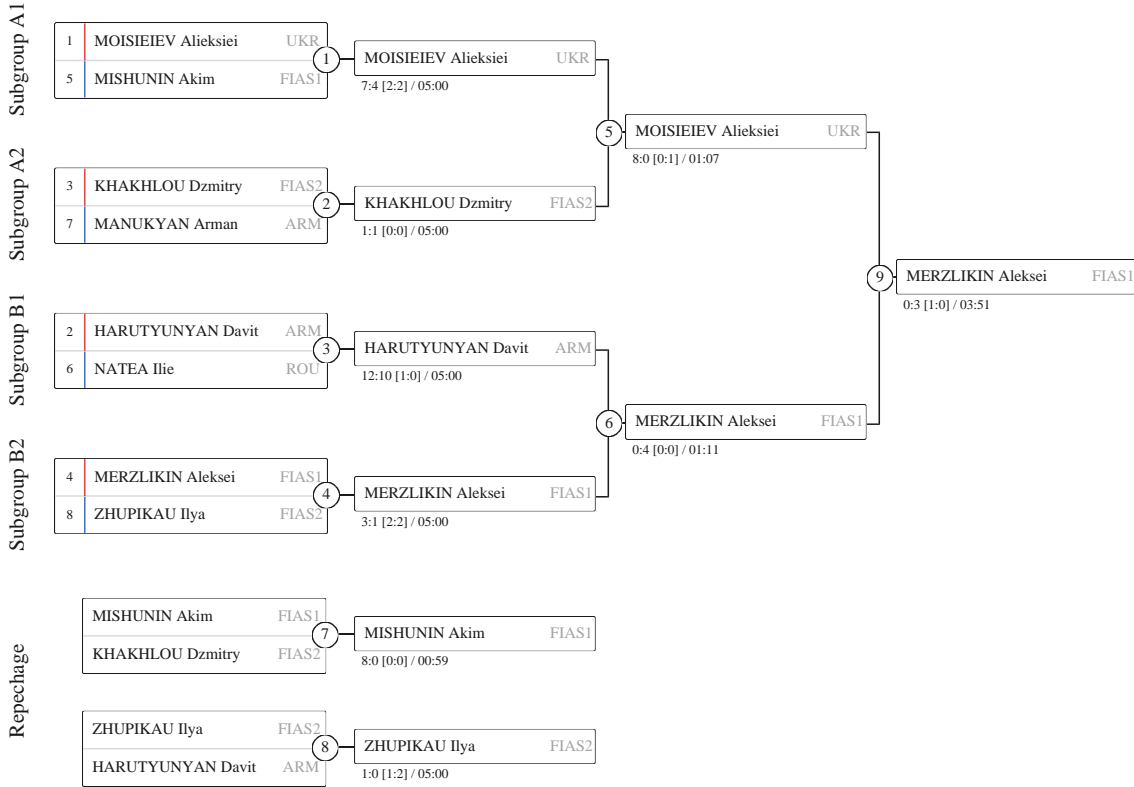 Subgroup A1
1 MOISIEIEV Alieksiei UKR
5 MISHUNIN Akim FIAS1
1
MOISIEIEV Alieksiei UKR
7:4 [2:2] / 05:00
Subgroup A2
3 KHAKHLOU Dzmitry FIAS2
7 MANUKYAN Arman ARM
2
KHAKHLOU Dzmitry FIAS2
1:1 [0:0] / 05:00
5
MOISIEIEV Alieksiei UKR
8:0 [0:1] / 01:07
Subgroup B1
2 HARUTYUNYAN Davit ARM
6 NATEA Ilie ROU
3
HARUTYUNYAN Davit ARM
12:10 [1:0] / 05:00
Subgroup B2
4 MERZLIKIN Aleksei FIAS1
8 ZHUPIKAU Ilya FIAS2
4
MERZLIKIN Aleksei FIAS1
3:1 [2:2] / 05:00
6
MERZLIKIN Aleksei FIAS1
0:4 [0:0] / 01:11
9
MERZLIKIN Aleksei FIAS1
0:3 [1:0] / 03:51
Repechage
MISHUNIN Akim FIAS1
KHAKHLOU Dzmitry FIAS2
7
MISHUNIN Akim FIAS1
8:0 [0:0] / 00:59
ZHUPIKAU Ilya FIAS2
HARUTYUNYAN Davit ARM
8
ZHUPIKAU Ilya FIAS2
1:0 [1:2] / 05:00